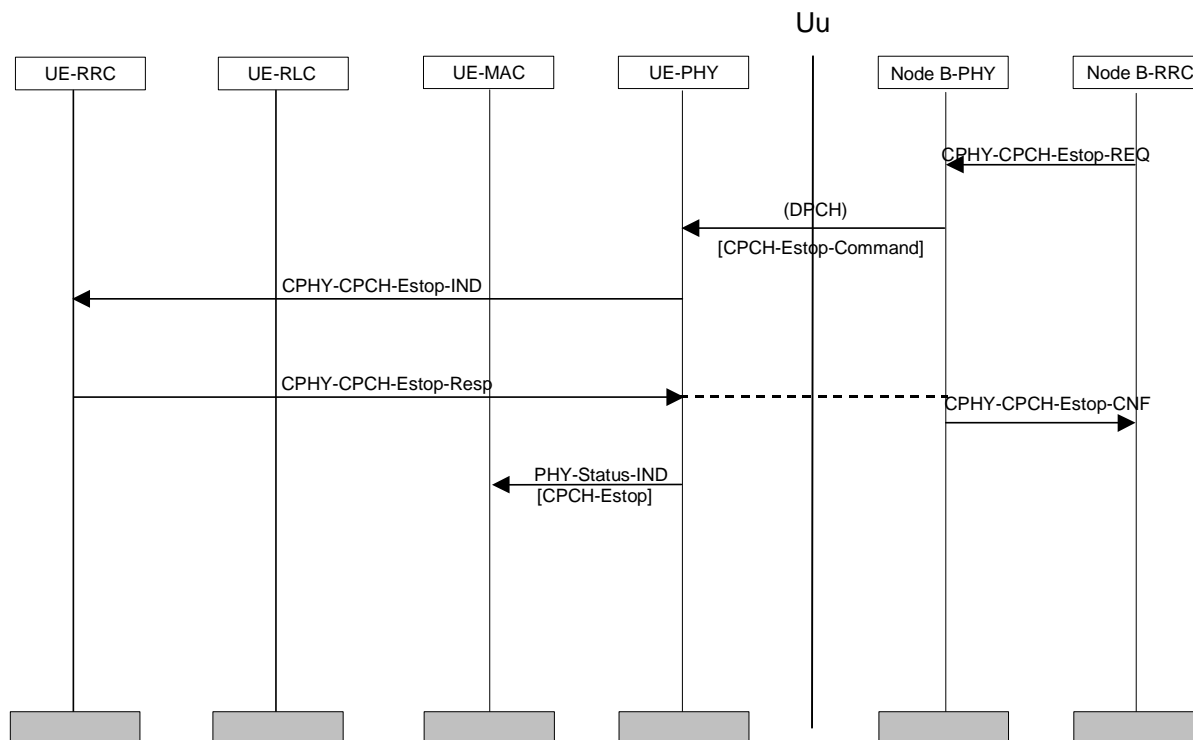 Uu
UE-RRC
UE-RLC
UE-MAC
UE-PHY
Node B-PHY
Node B-RRC
CPHY-CPCH-Estop-REQ
(DPCH)
[CPCH-Estop-Command]
CPHY-CPCH-Estop-IND
CPHY-CPCH-Estop-Resp
CPHY-CPCH-Estop-CNF
PHY-Status-IND
[CPCH-Estop]